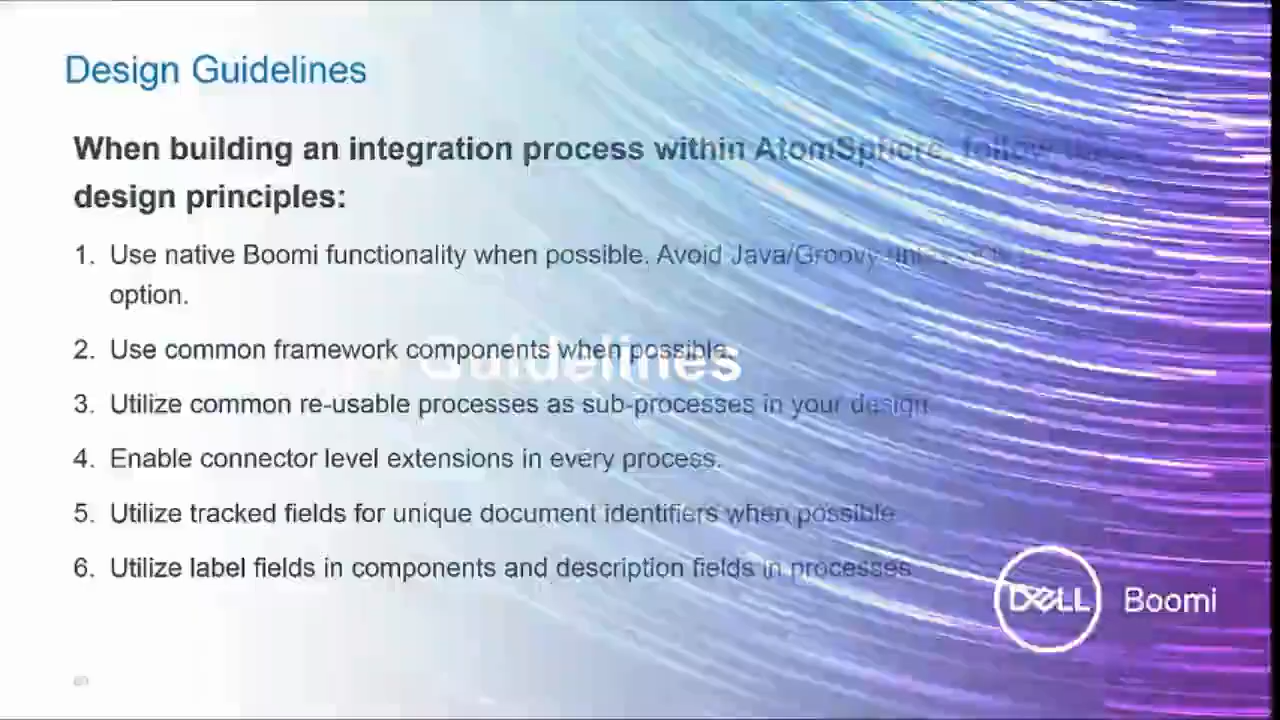 Design Guidelines
When building an integration process within AtomSphere, follow these
design principles:
1. Use native Boomi functionality when possible. Avoid Java/Groovy
option.
2. Use common framework components when possible.
Guidelines
3. Utilize common re-usable processes as sub-processes in your design
4. Enable connector level extensions in every process.
5. Utilize tracked fields for unique document identifiers when possible
6. Utilize label fields in components and description fields in processes
DELL Boomi